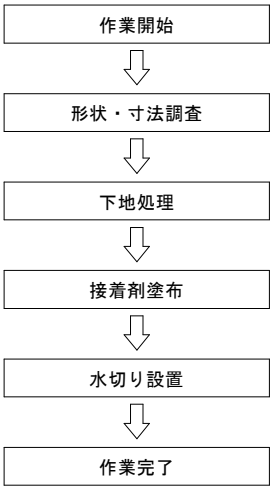 作業開始
形状・寸法調査
下地処理
接着剤塗布
水切り設置
作業完了